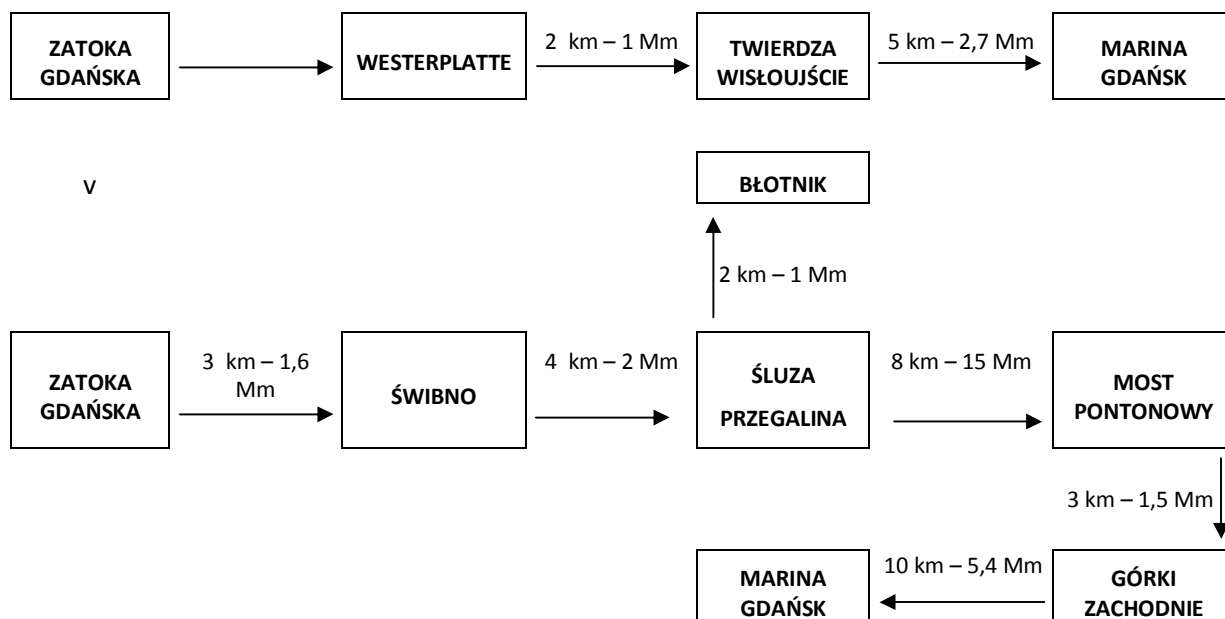 ZATOKA
GDAŃSKA
WESTERPLATTE
2 km – 1 Mm
TWIERDZA
WISŁOUJŚCIE
5 km – 2,7 Mm
MARINA
GDAŃSK
v
BŁOTNIK
2 km – 1 Mm
ZATOKA
GDAŃSKA
3 km – 1,6
Mm
ŚWIBNO
4 km – 2 Mm
ŚLUZA
PRZEGALINA
8 km – 15 Mm
MOST
PONTONOWY
3 km – 1,5 Mm
GÓRKI
ZACHODNIE
10 km – 5,4 Mm
MARINA
GDAŃSK